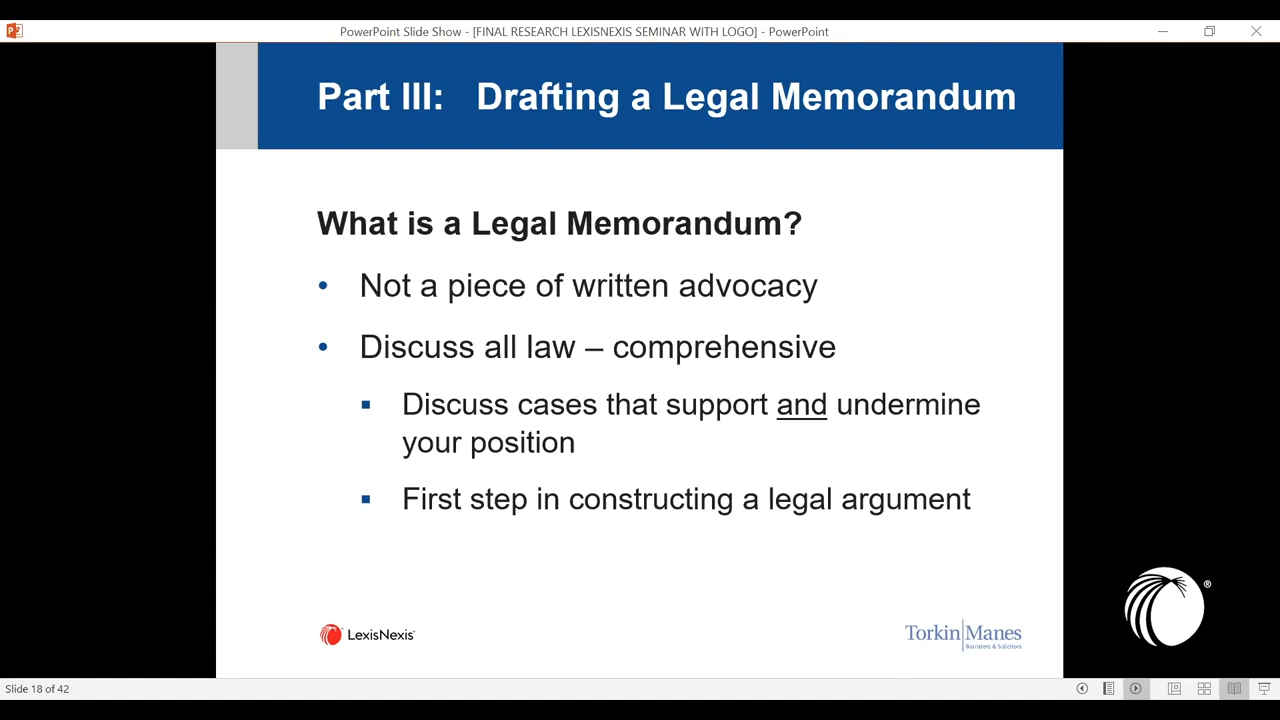 PowerPoint Slide Show - [FINAL RESEARCH LEXISNEXIS SEMINAR WITH LOGO] - PowerPoint
Part III: Drafting a Legal Memorandum
What is a Legal Memorandum?
• Not a piece of written advocacy
• Discuss all law – comprehensive
▪ Discuss cases that support and undermine
your position
▪ First step in constructing a legal argument
®
LexisNexis®
Torkin|Manes
Barristers & Solicitors
Slide 18 of 42